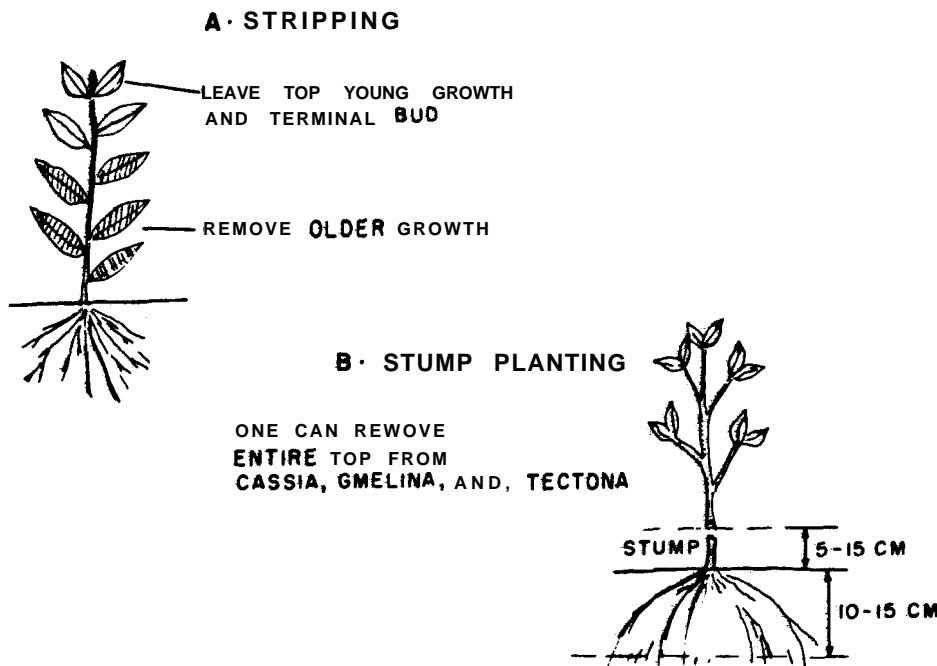 A. STRIPPING
LEAVE TOP YOUNG GROWTH
AND TERMINAL BUD
REMOVE OLDER GROWTH
B. STUMP PLANTING
ONE CAN REWOVE
ENTIRE TOP FROM
CASSIA, GMELINA, AND, TECTONA
STUMP
5-15 CM
10-15 CM